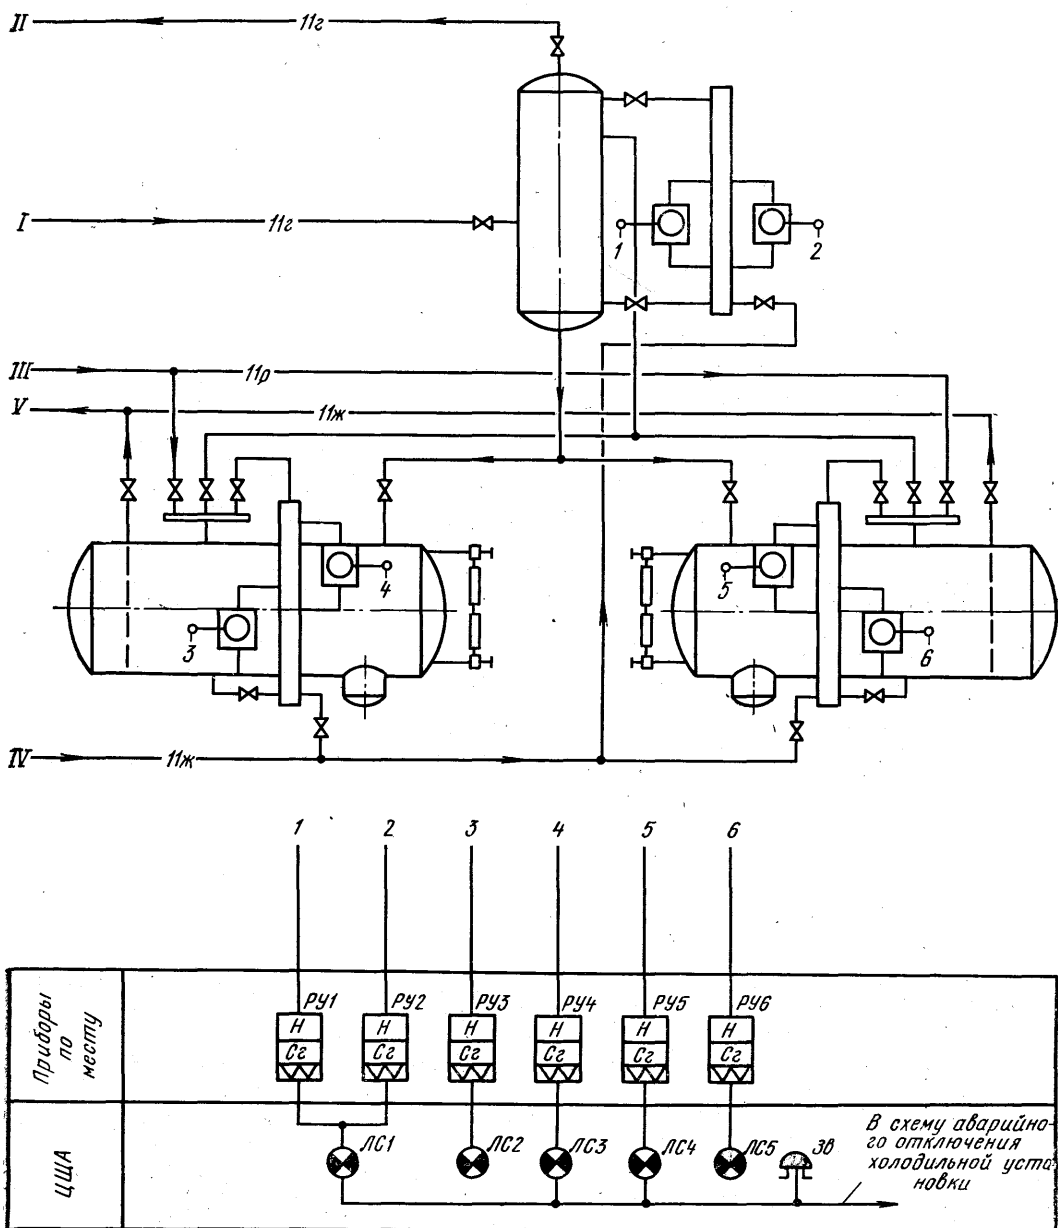 II
11г
I
11г
1
2
III
11р
V
11ж
4
3
5
6
IV
11ж
1 2 3 4 5 6
Приборы
по
месту
РУ1 РУ2 РУ3 РУ4 РУ5 РУ6
Н Н Н Н Н Н
Сг Сг Сг Сг Сг Сг
ЦЩА
ЛС1 ЛС2 ЛС3 ЛС4 ЛС5 Зв
В схему аварийно-
го отключения
холодильной уста
новки